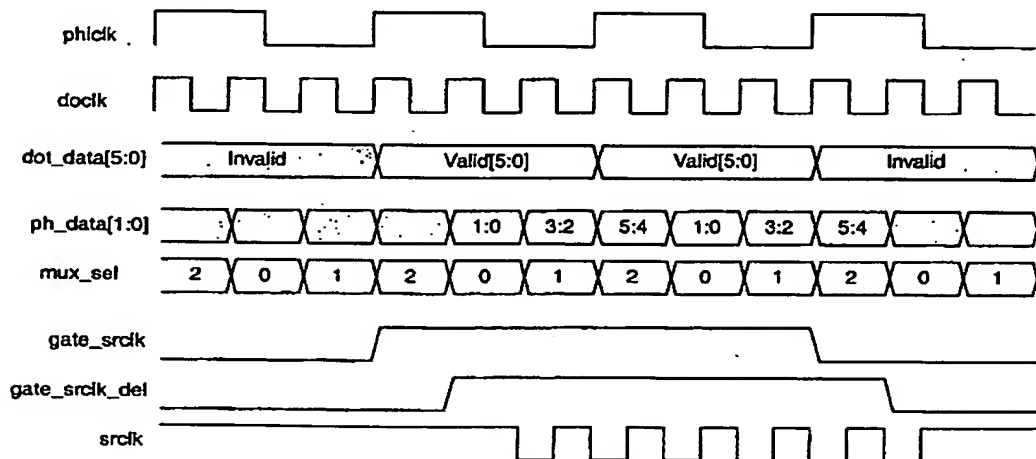 phiclk
doclk
dot_data[5:0] Invalid Valid[5:0] Valid[5:0] Invalid
ph_data[1:0] 1:0 3:2 5:4 1:0 3:2 5:4
mux_sel 2 0 1 2 0 1 2 0 1 2 0 1
gate_srclk
gate_srclk_del
srclk